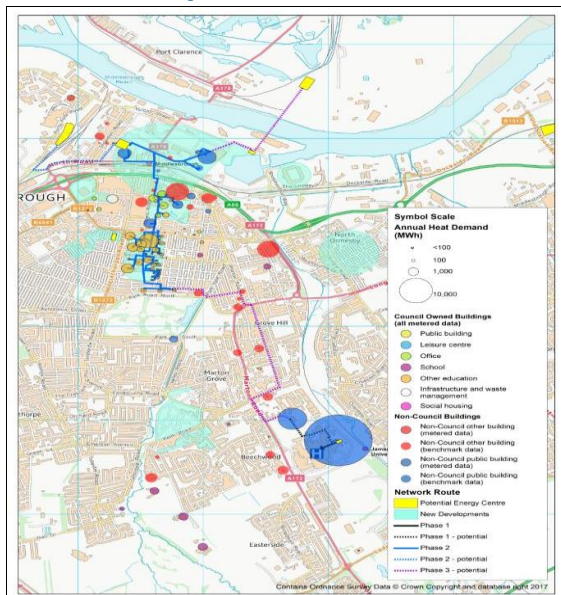 Port Clarence
A178
A178
B1513
Middlesbrough
ROUGH
A66
A172
North
Ormesby
Grove Hill
Marton
Grove
thorpe
Beechwood
A172
Easterside
Symbol Scale
Annual Heat Demand
(MWh)
<100
100
1,000
10,000
Council Owned Buildings
(all metered data)
Public building
Leisure centre
Office
School
Other education
Infrastructure and waste
management
Social housing
Non-Council Buildings
Non-Council other building
(metered data)
Non-Council other building
(benchmark data)
Non-Council public building
(metered data)
Non-Council public building
(benchmark data)
Network Route
Potential Energy Centre
New Developments
Phase 1
Phase 1 - potential
Phase 2
Phase 2 - potential
Phase 3 - potential
Contains Ordnance Survey Data © Crown Copyright and database right 2017